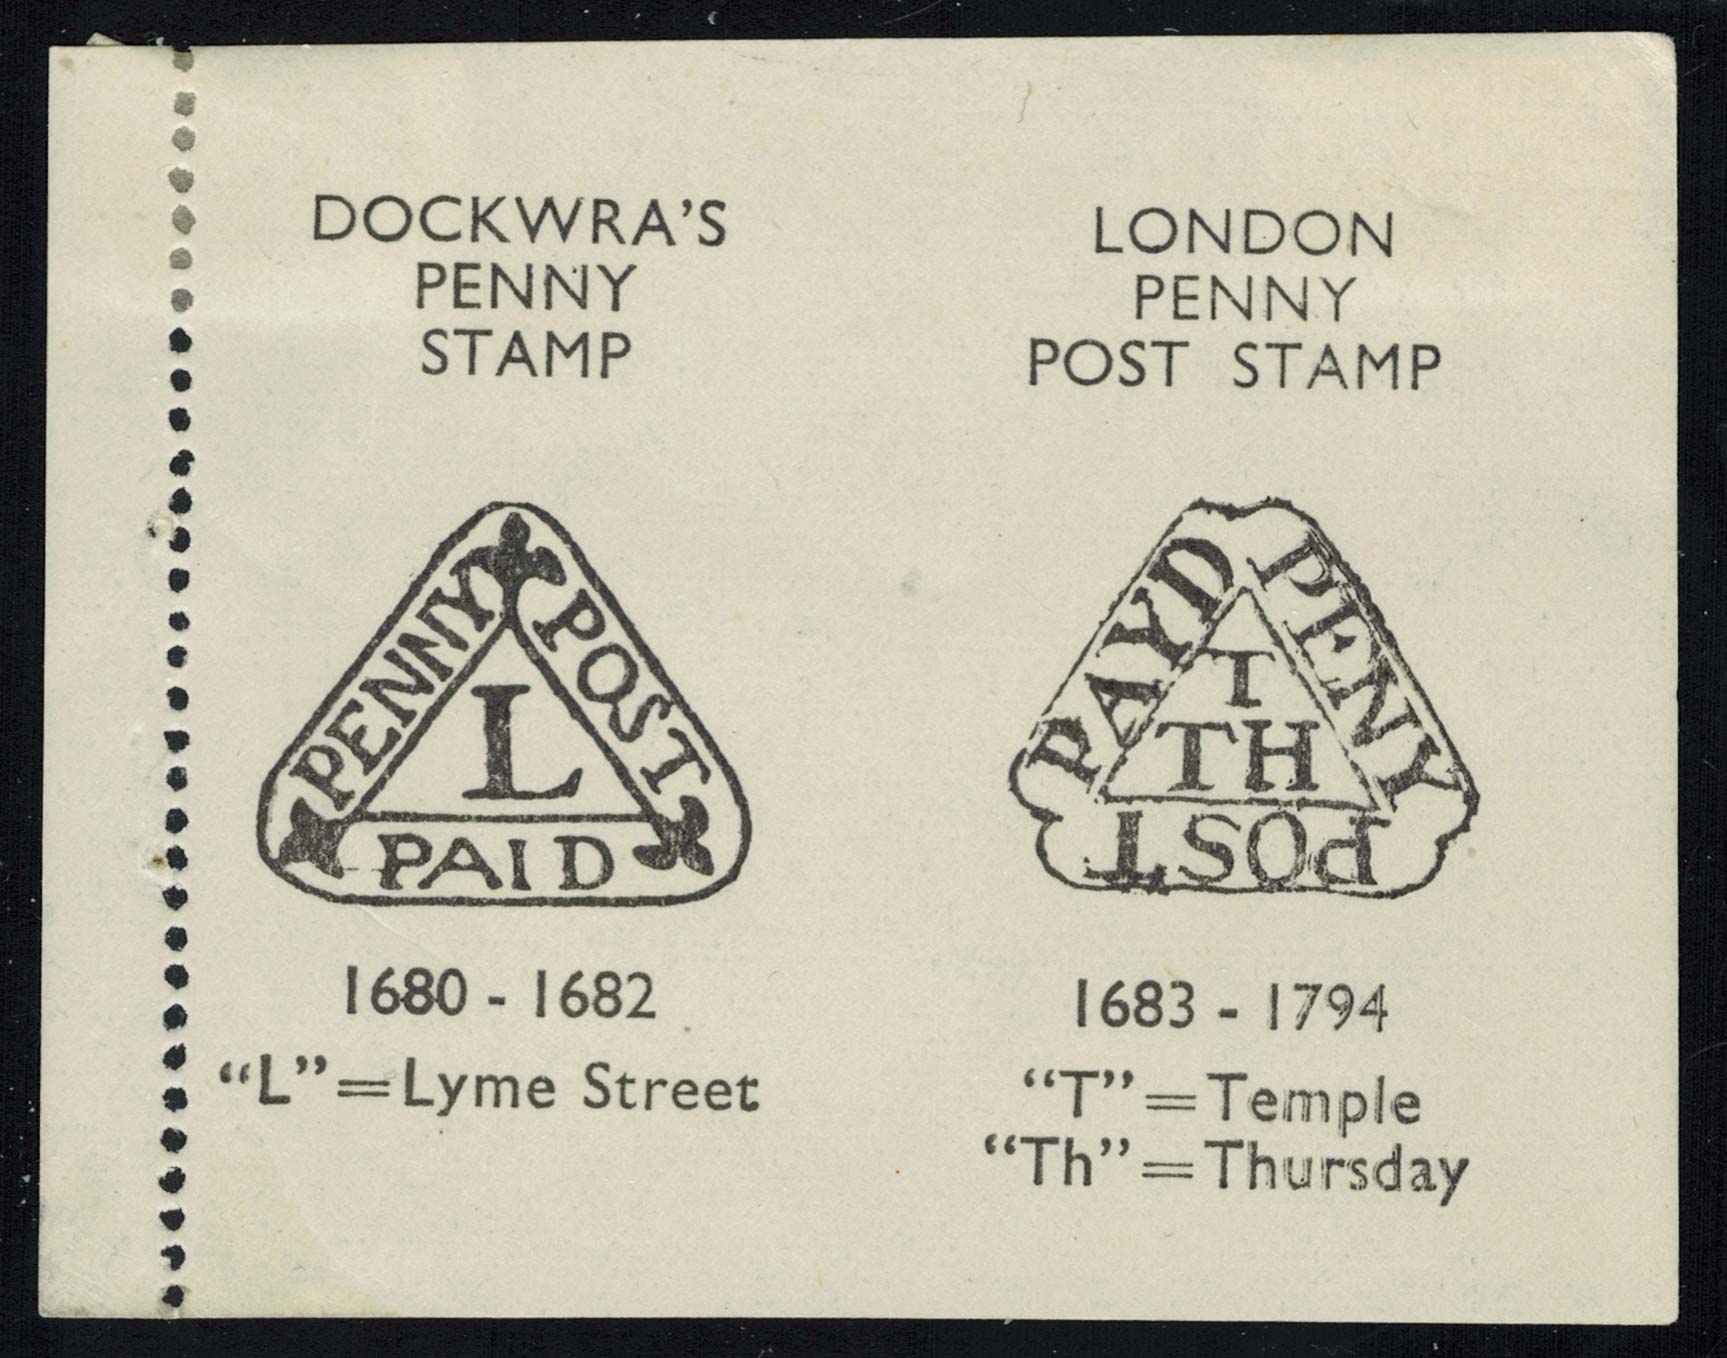 DOCKWRA'S
PENNY
STAMP
PENNY
POST
L
PAID
1680 - 1682
“L”=Lyme Street
LONDON
PENNY
POST STAMP
PAYD
PENY
T
TH
POST
1683 - 1794
“T”=Temple
“Th”=Thursday